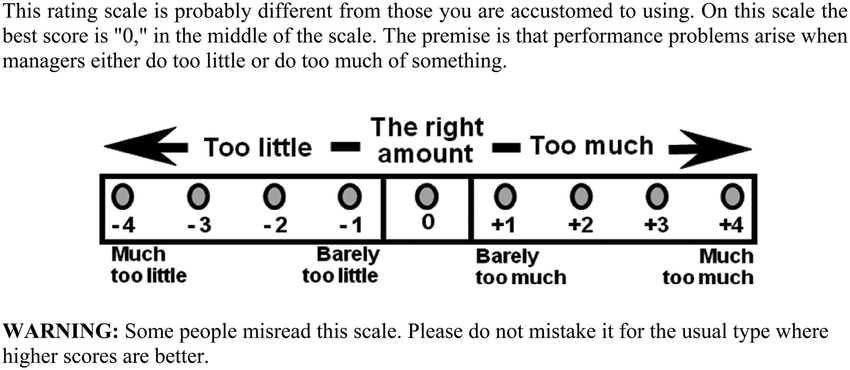 This rating scale is probably different from those you are accustomed to using. On this scale the
best score is "0," in the middle of the scale. The premise is that performance problems arise when
managers either do too little or do too much of something.
Too little
The right
amount
Too much
-4 -3 -2 -1 0 +1 +2 +3 +4
Much
too little
Barely
too little
Barely
too much
Much
too much
WARNING: Some people misread this scale. Please do not mistake it for the usual type where
higher scores are better.